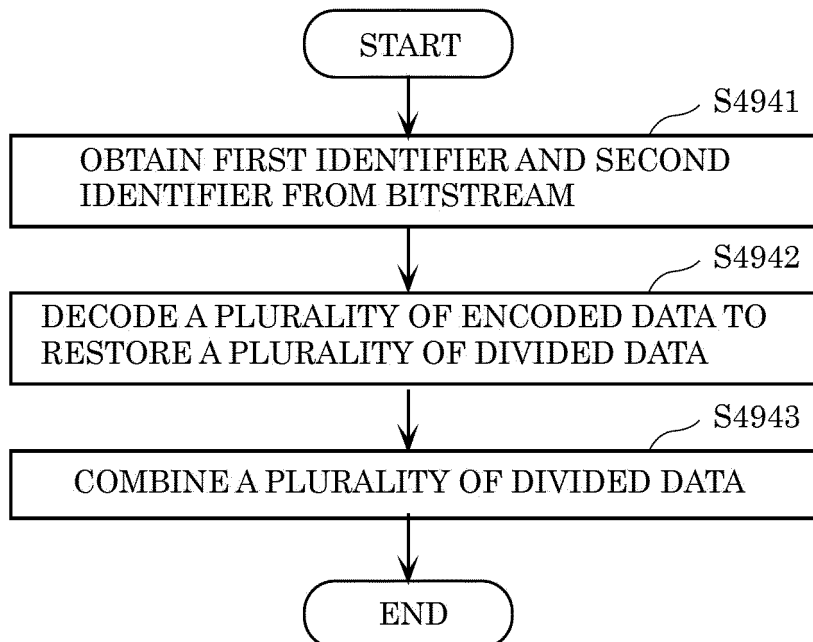 START
S4941
OBTAIN FIRST IDENTIFIER AND SECOND
IDENTIFIER FROM BITSTREAM
S4942
DECODE A PLURALITY OF ENCODED DATA TO
RESTORE A PLURALITY OF DIVIDED DATA
S4943
COMBINE A PLURALITY OF DIVIDED DATA
END